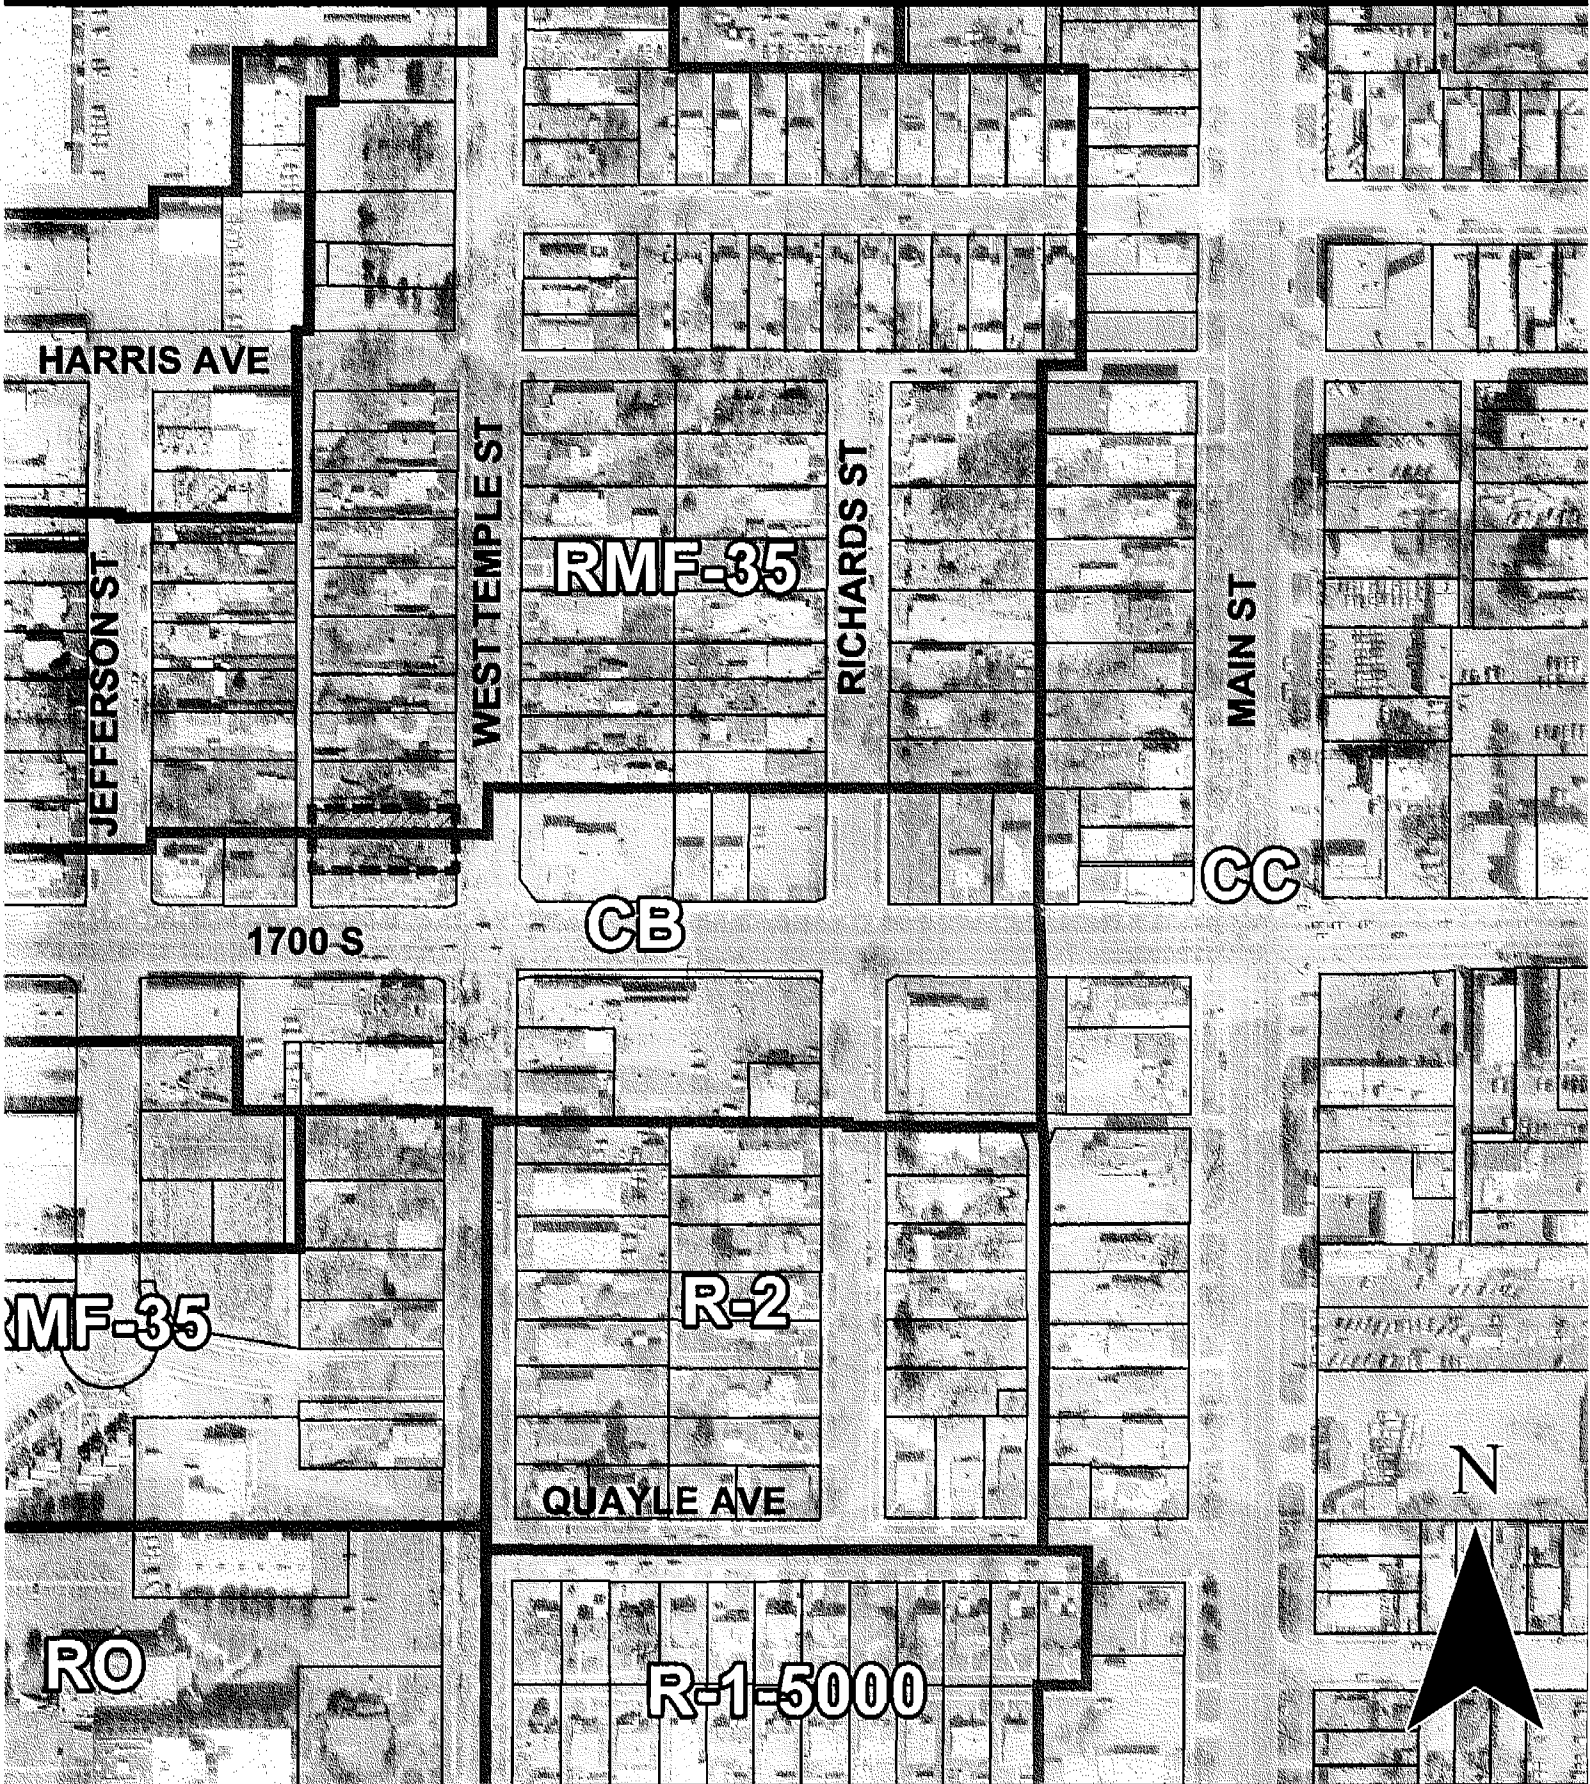 HARRIS AVE
WEST TEMPLE ST
RICHARDS ST
RMF-35
JEFFERSON ST
MAIN ST
CC
CB
1700 S
R-2
RMF-35
N
QUAYLE AVE
RO
R-1-5000